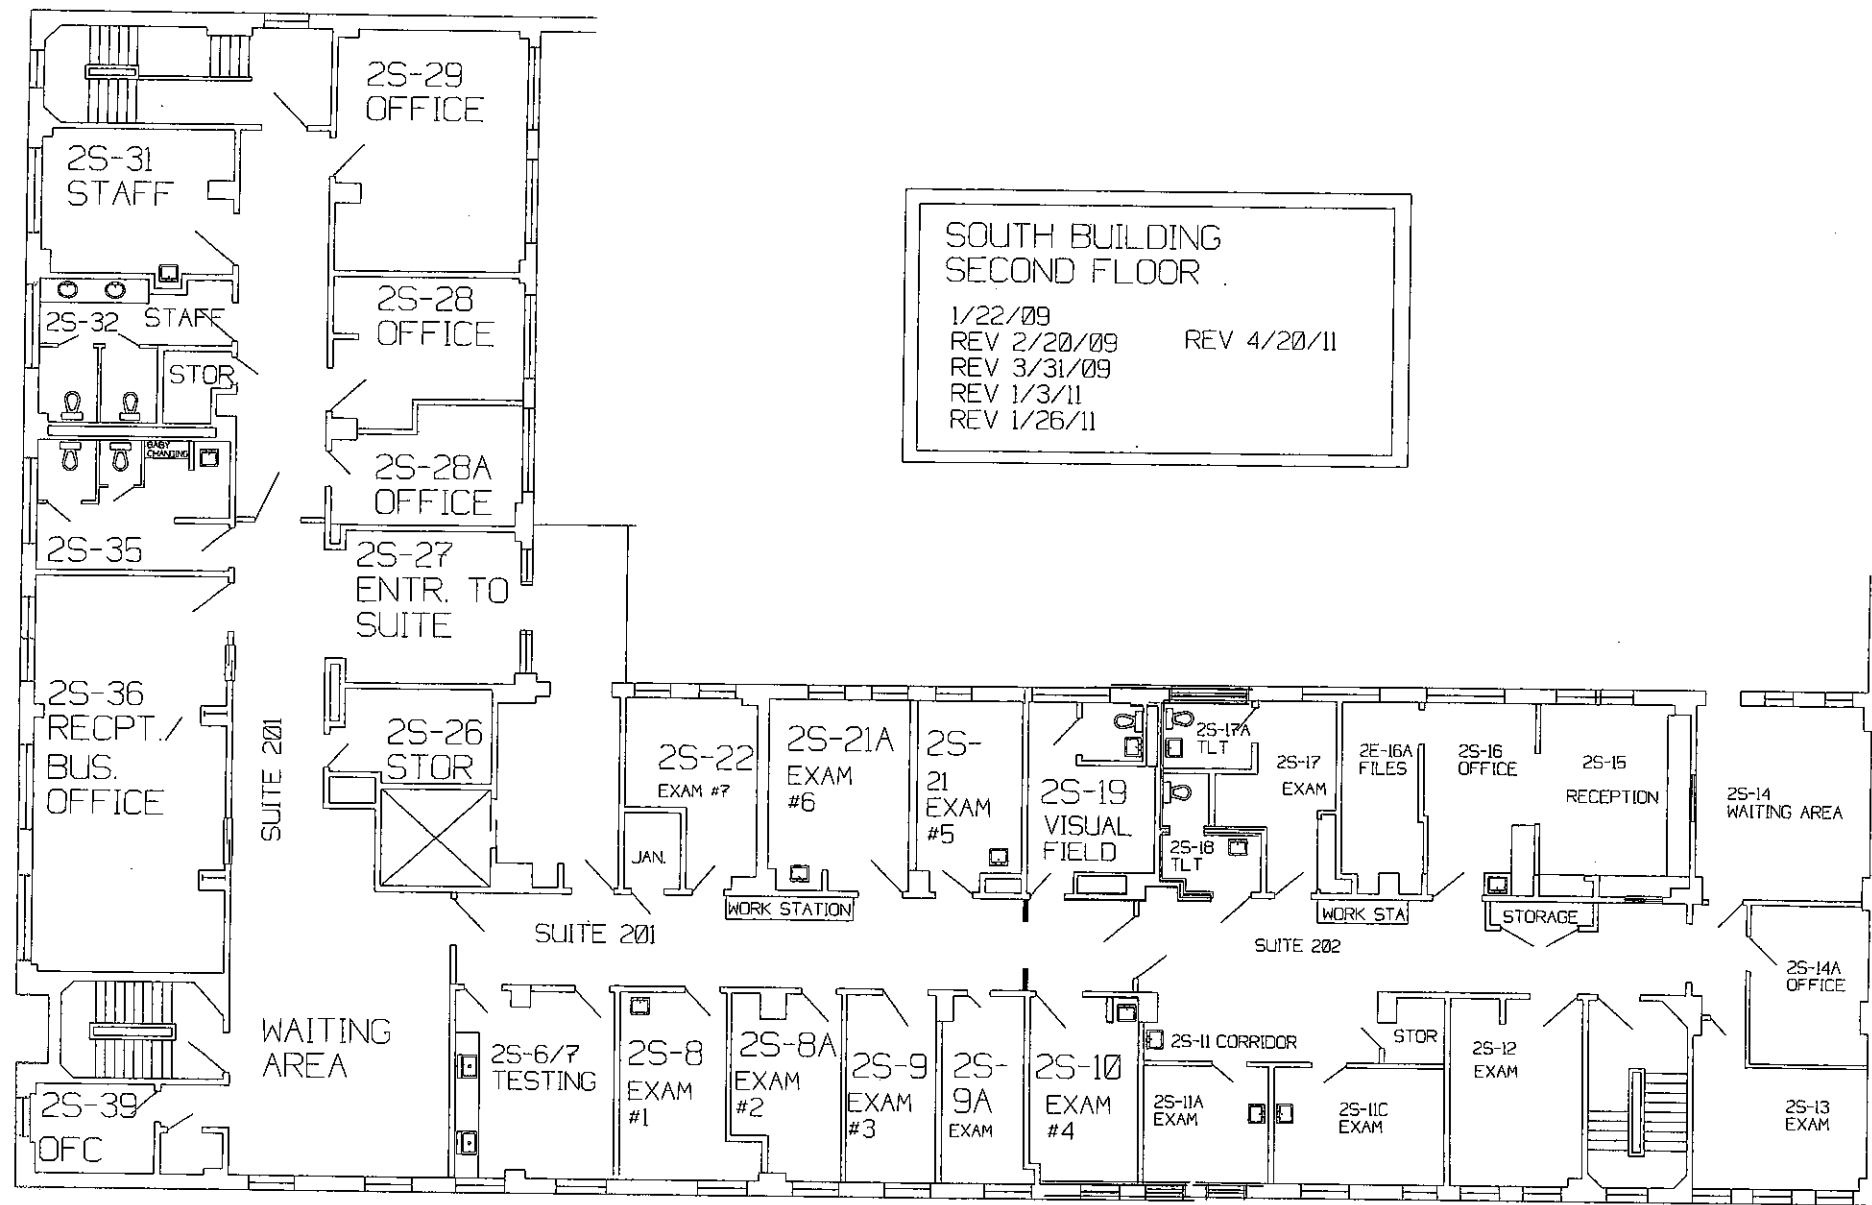 2S-29
OFFICE
2S-31
STAFF
SOUTH BUILDING
SECOND FLOOR
1/22/09
REV 2/20/09
REV 4/20/11
REV 3/31/09
REV 1/3/11
REV 1/26/11
2S-28
OFFICE
2S-32
STAFF
STOR
BABY
CHANGING
2S-28A
OFFICE
2S-35
2S-27
ENTR. TO
SUITE
2S-36
RECPT./
BUS.
OFFICE
SUITE 201
2S-26
STOR
2S-22
EXAM #7
JAN.
2S-21A
EXAM
#6
2S-
21
EXAM
#5
2S-19
VISUAL
FIELD
2S-17A
TLT
2S-18
TLT
2S-17
EXAM
2E-16A
FILES
2S-16
OFFICE
2S-15
RECEPTION
2S-14
WAITING AREA
WORK STATION
WORK STA
STORAGE
SUITE 201
SUITE 202
2S-14A
OFFICE
WAITING
AREA
2S-39
OFC
2S-6/7
TESTING
2S-8
EXAM
#1
2S-8A
EXAM
#2
2S-9
EXAM
#3
2S-
9A
EXAM
2S-10
EXAM
#4
2S-11 CORRIDOR
STOR
2S-11A
EXAM
2S-11C
EXAM
2S-12
EXAM
2S-13
EXAM